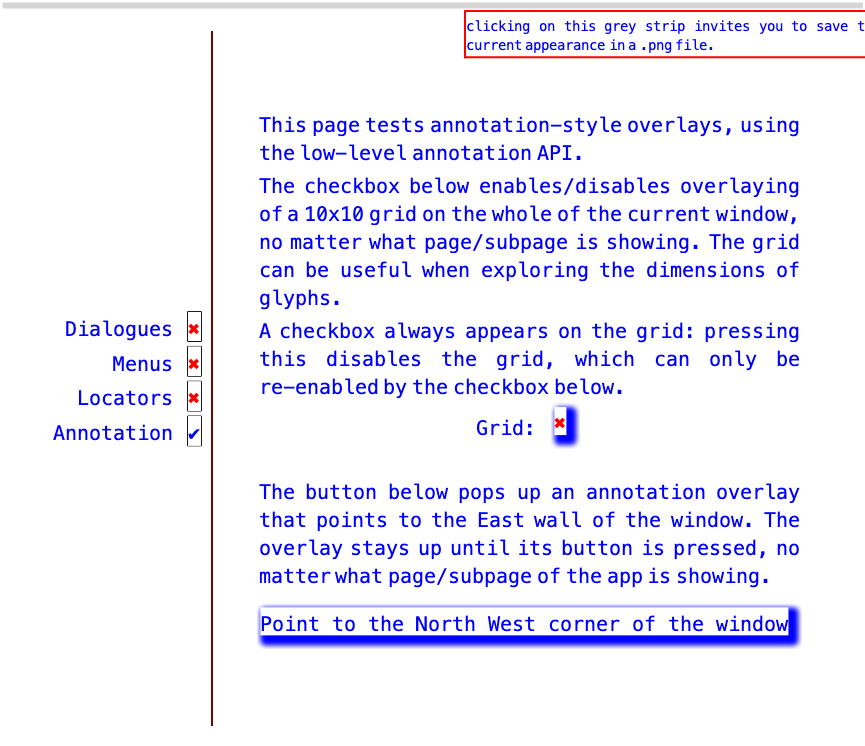 clicking on this grey strip invites you to save
current appearance in a .png file.
This page tests annotation-style overlays, using
the low-level annotation API.
The checkbox below enables/disables overlaying
of a 10x10 grid on the whole of the current window,
no matter what page/subpage is showing. The grid
can be useful when exploring the dimensions of
glyphs.
A checkbox always appears on the grid: pressing
this disables the grid, which can only be
re-enabled by the checkbox below.
Grid: ✖
Dialogues ✖
Menus ✖
Locators ✖
Annotation ✔
The button below pops up an annotation overlay
that points to the East wall of the window. The
overlay stays up until its button is pressed, no
matter what page/subpage of the app is showing.
Point to the North West corner of the window